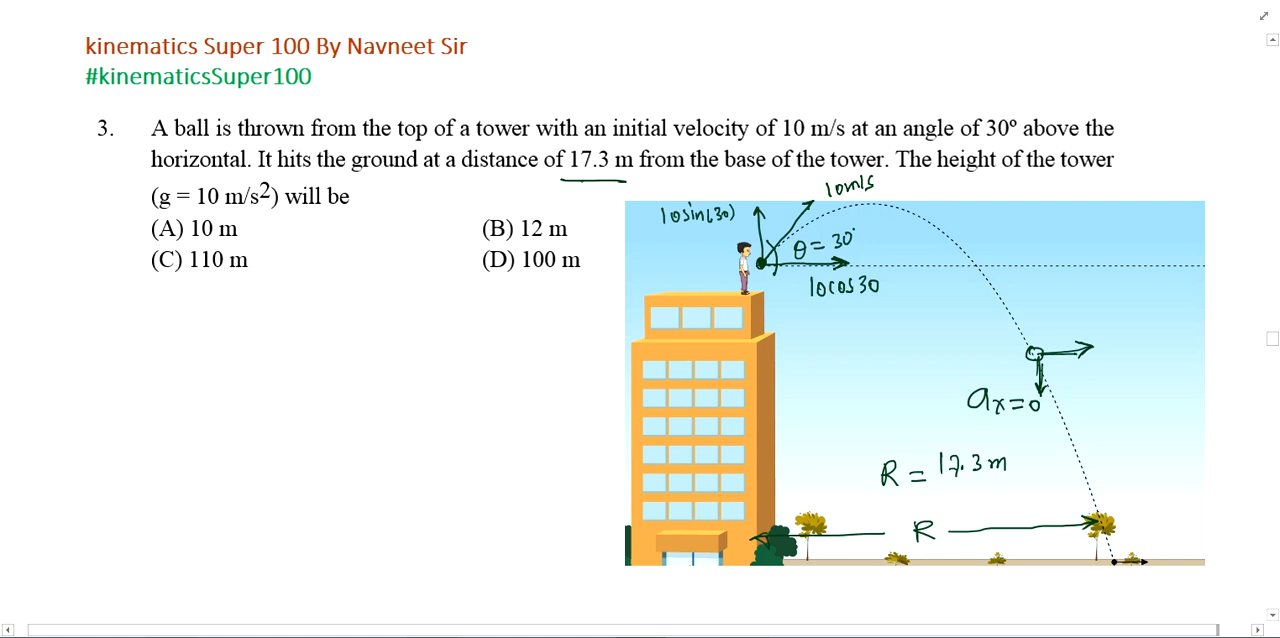 kinematics Super 100 By Navneet Sir
#kinematicsSuper100
3. A ball is thrown from the top of a tower with an initial velocity of 10 m/s at an angle of 30º above the
horizontal. It hits the ground at a distance of 17.3 m from the base of the tower. The height of the tower
(g = 10 m/s2) will be
(A) 10 m (B) 12 m
(C) 110 m (D) 100 m
10m/s
10sin(30)
θ = 30°
10cos30
ax=0
R = 17.3m
R